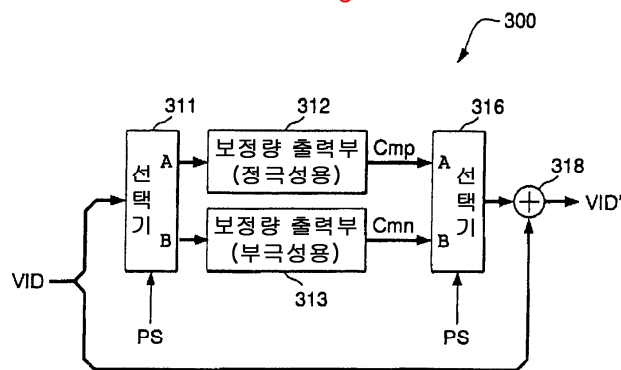 300
311
312
316
318
선택기
A
B
보정량 출력부
(정극성용)
Cmp
보정량 출력부
(부극성용)
Cmn
313
A
B
선택기
VID'
VID
PS
PS